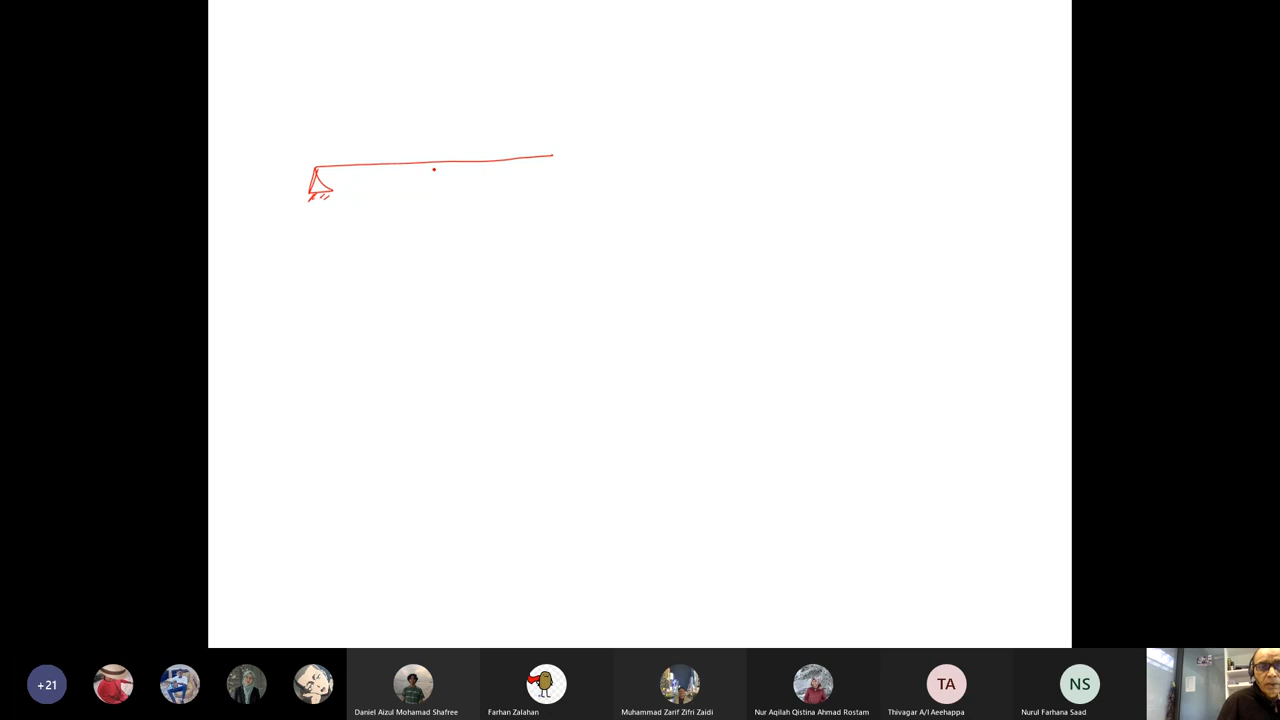 +21
Daniel Aizul Mohamad Shafree
Farhan Zalahan
Muhammad Zarif Zifri Zaidi
Nur Aqilah Qistina Ahmad Rostam
TA
Thivagar A/l Aeehappa
NS
Nurul Farhana Saad